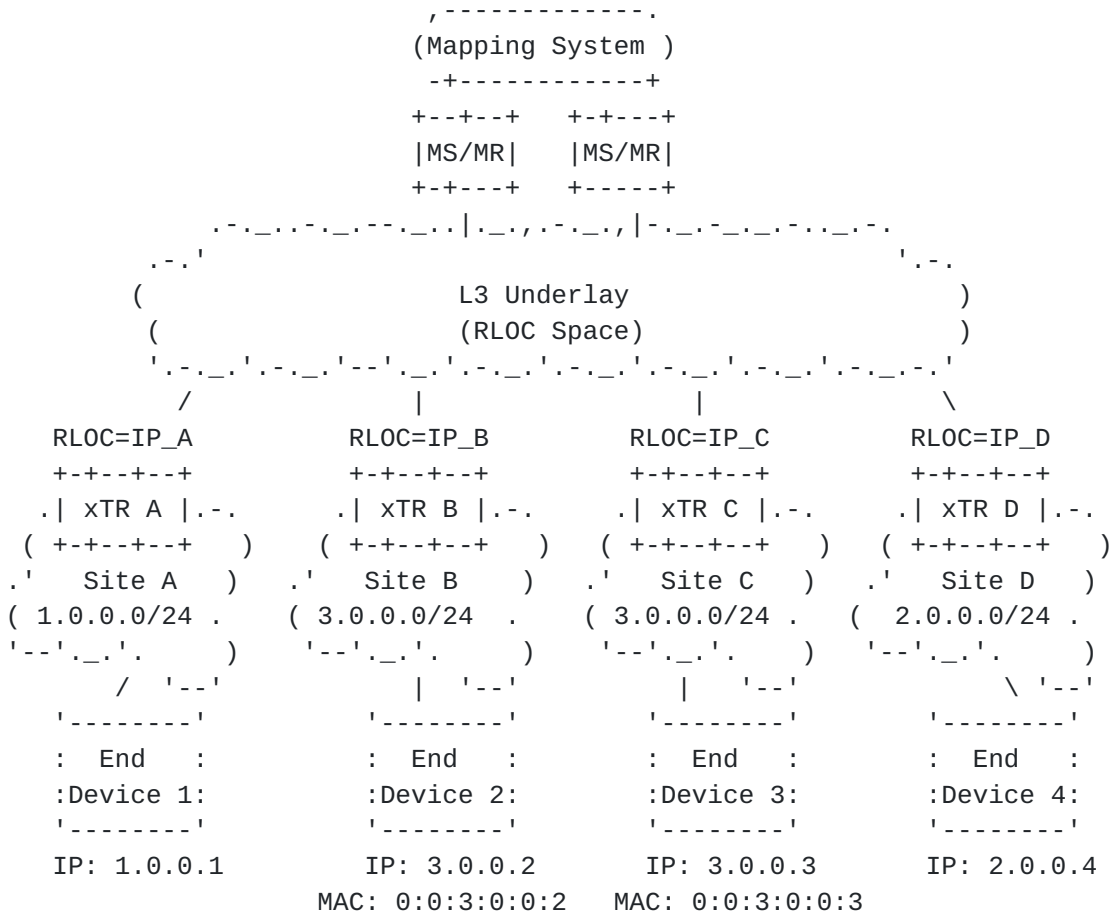 (Mapping System )
|MS/MR| |MS/MR|
L3 Underlay
(RLOC Space)
RLOC=IP_A RLOC=IP_B RLOC=IP_C RLOC=IP_D
xTR A xTR B xTR C xTR D
Site A Site B Site C Site D
1.0.0.0/24 3.0.0.0/24 3.0.0.0/24 2.0.0.0/24
: End : : End : : End : : End :
:Device 1: :Device 2: :Device 3: :Device 4:
IP: 1.0.0.1 IP: 3.0.0.2 IP: 3.0.0.3 IP: 2.0.0.4
MAC: 0:0:3:0:0:2 MAC: 0:0:3:0:0:3